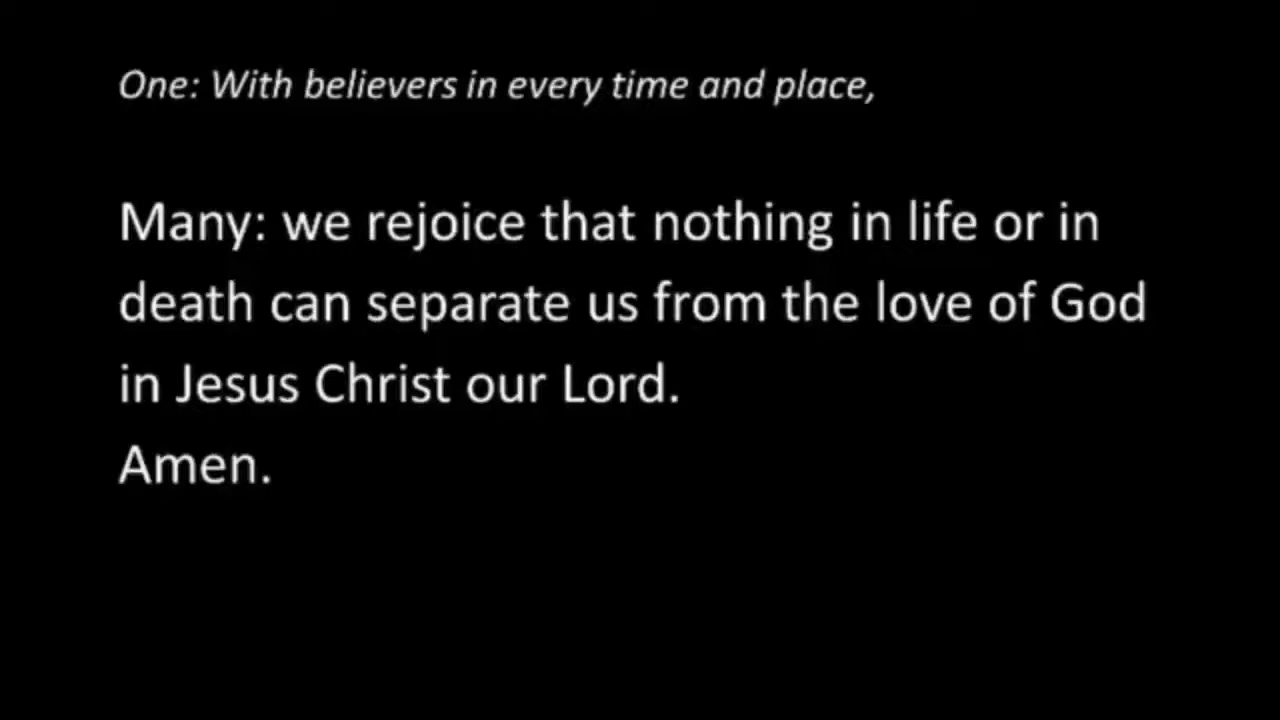 One: With believers in every time and place,
Many: we rejoice that nothing in life or in
death can separate us from the love of God
in Jesus Christ our Lord.
Amen.